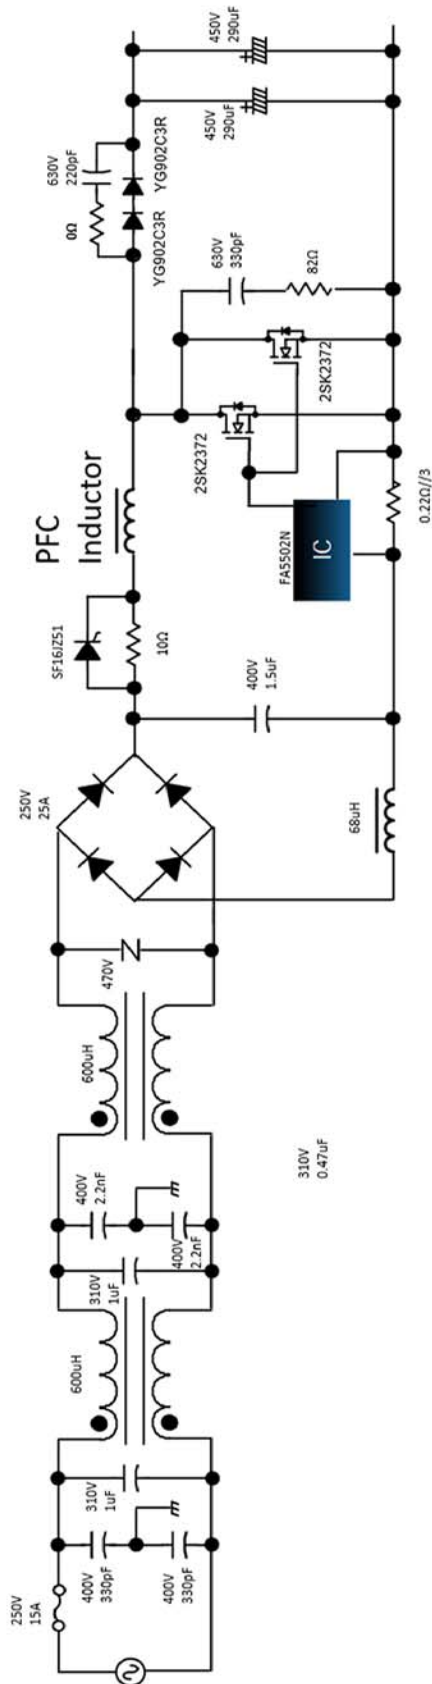 250V
15A
400V
330pF
400V
330pF
310V
1uF
600uH
310V
1uF
400V
2.2nF
400V
2.2nF
600uH
310V
0.47uF
470V
250V
25A
68uH
400V
1.5uF
SF16JZ51
10Ω
PFC
Inductor
FA5502N
IC
0.22Ω//3
2SK2372
2SK2372
630V
330pF
82Ω
0Ω
630V
220pF
YG902C3R
YG902C3R
450V
290uF
450V
290uF